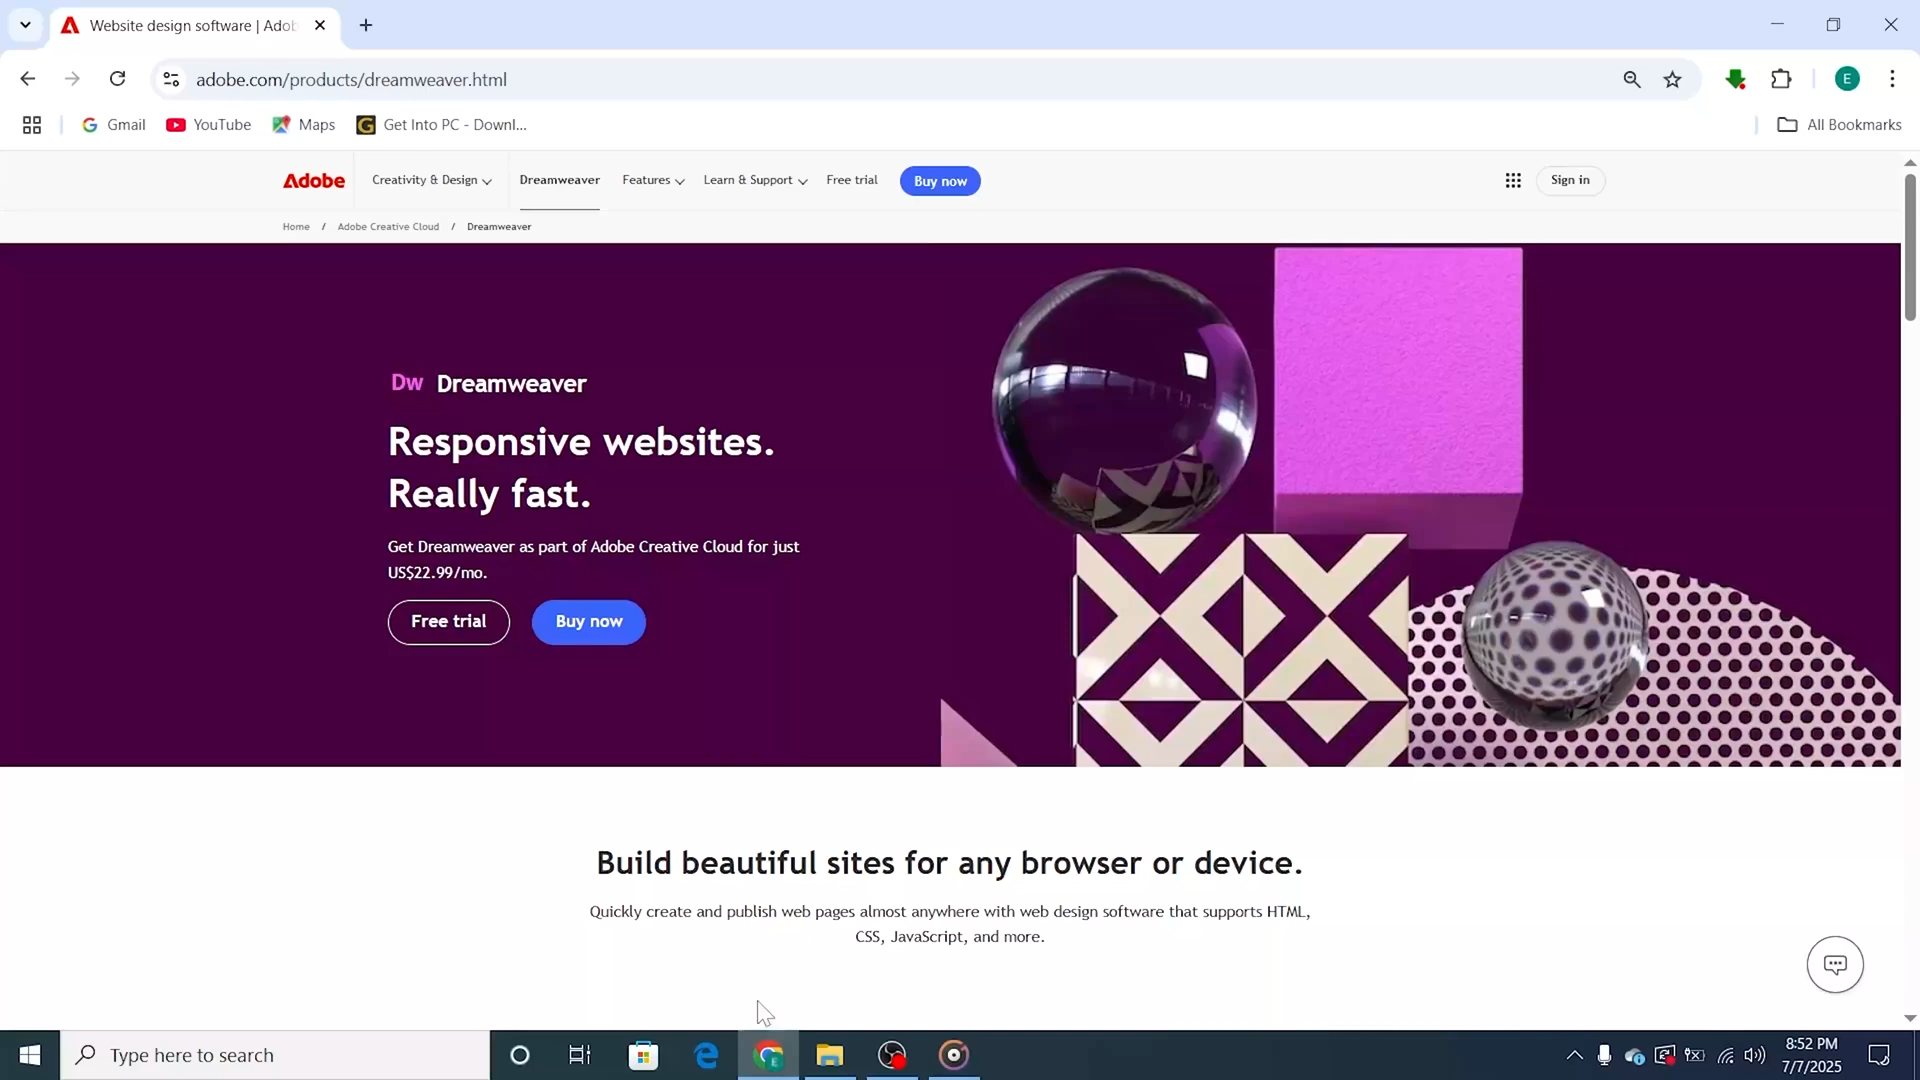 Website design software | Adob
adobe.com/products/dreamweaver.html
E
Gmail
YouTube
Maps
Get Into PC - Downl...
All Bookmarks
Adobe
Creativity & Design
Dreamweaver
Features
Learn & Support
Free trial
Buy now
Sign in
Home / Adobe Creative Cloud / Dreamweaver
Dw Dreamweaver
Responsive websites.
Really fast.
Get Dreamweaver as part of Adobe Creative Cloud for just
US$22.99/mo.
Free trial
Buy now
Build beautiful sites for any browser or device.
Quickly create and publish web pages almost anywhere with web design software that supports HTML,
CSS, JavaScript, and more.
Type here to search
8:52 PM
7/7/2025